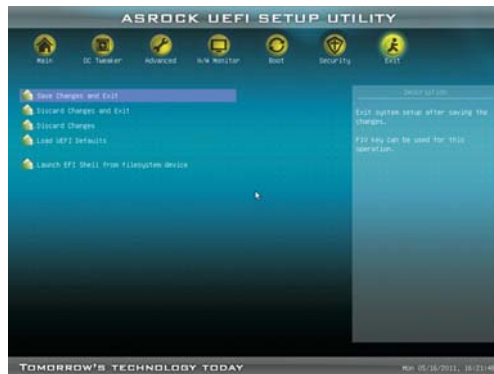 ASROCK UEFI SETUP UTILITY
Main OC Tweaker Advanced H/W Monitor Boot Security Exit
Save Changes and Exit
Discard Changes and Exit
Discard Changes
Load UEFI Defaults
Launch EFI Shell from filesystem device
Description
Exit system setup after saving the
changes.
F10 key can be used for this
operation.
TOMORROW'S TECHNOLOGY TODAY
Mon 05/16/2011,